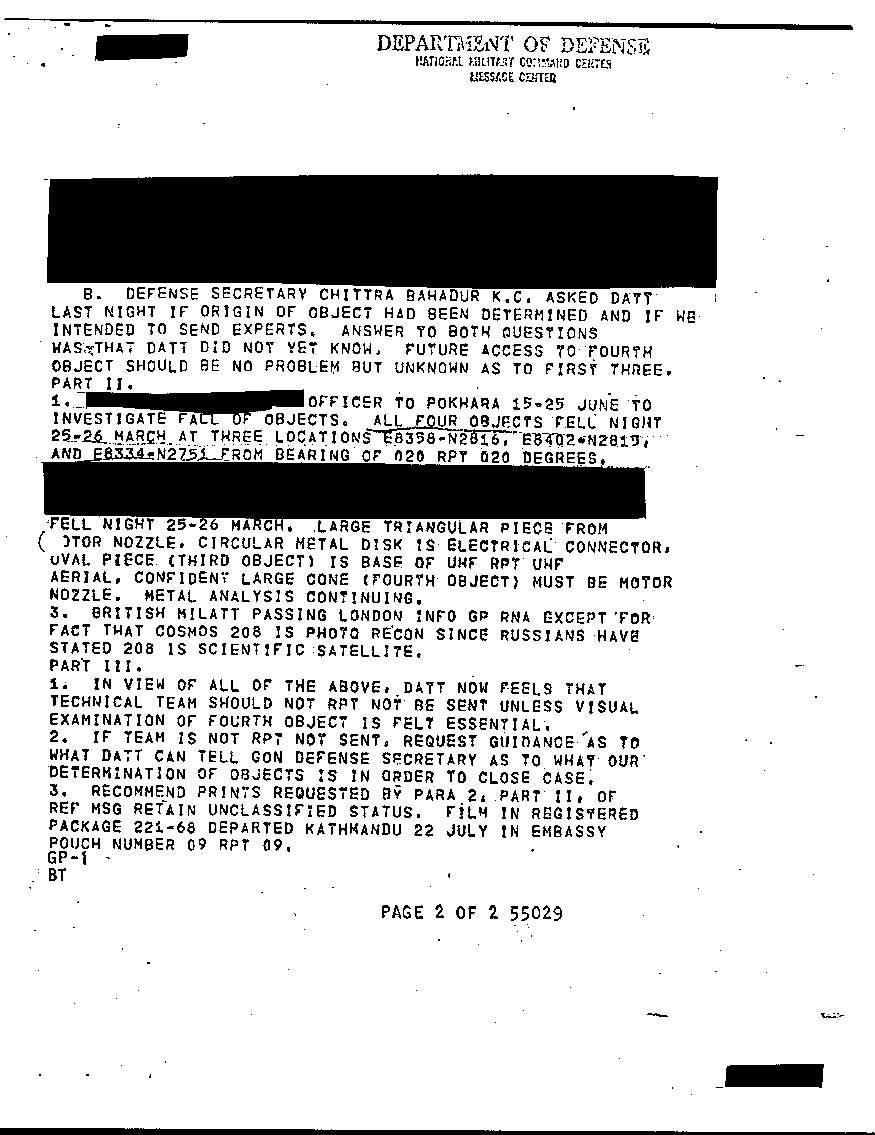 DEPARTMENT OF DEFENSE
NATIONAL MILITARY COMMAND CENTER
MESSAGE CENTER
B. DEFENSE SECRETARY CHITTRA BAHADUR K.C. ASKED DATT
LAST NIGHT IF ORIGIN OF OBJECT HAD BEEN DETERMINED AND IF WE
INTENDED TO SEND EXPERTS. ANSWER TO BOTH QUESTIONS
WAS THAT DATT DID NOT YET KNOW. FUTURE ACCESS TO FOURTH
OBJECT SHOULD BE NO PROBLEM BUT UNKNOWN AS TO FIRST THREE.
PART II.
1. OFFICER TO POKHARA 15-25 JUNE TO
INVESTIGATE FALL OF OBJECTS. ALL FOUR OBJECTS FELL NIGHT
25-26 MARCH AT THREE LOCATIONS E8358-N2816, E8402-N2815,
AND E8334-N2751 FROM BEARING OF 020 RPT 020 DEGREES.
FELL NIGHT 25-26 MARCH. LARGE TRIANGULAR PIECE FROM
( )TOR NOZZLE. CIRCULAR METAL DISK IS ELECTRICAL CONNECTOR.
OVAL PIECE (THIRD OBJECT) IS BASE OF UHF RPT UHF
AERIAL. CONFIDENT LARGE CONE (FOURTH OBJECT) MUST BE MOTOR
NOZZLE. METAL ANALYSIS CONTINUING.
3. BRITISH MILATT PASSING LONDON INFO GP RNA EXCEPT FOR
FACT THAT COSMOS 208 IS PHOTO RECON SINCE RUSSIANS HAVE
STATED 208 IS SCIENTIFIC SATELLITE.
PART III.
1. IN VIEW OF ALL OF THE ABOVE, DATT NOW FEELS THAT
TECHNICAL TEAM SHOULD NOT RPT NOT BE SENT UNLESS VISUAL
EXAMINATION OF FOURTH OBJECT IS FELT ESSENTIAL.
2. IF TEAM IS NOT RPT NOT SENT, REQUEST GUIDANCE AS TO
WHAT DATT CAN TELL GON DEFENSE SECRETARY AS TO WHAT OUR
DETERMINATION OF OBJECTS IS IN ORDER TO CLOSE CASE.
3. RECOMMEND PRINTS REQUESTED BY PARA 2, PART II, OF
REF MSG RETAIN UNCLASSIFIED STATUS. FILM IN REGISTERED
PACKAGE 221-68 DEPARTED KATHMANDU 22 JULY IN EMBASSY
POUCH NUMBER 09 RPT 09.
GP-1
BT
PAGE 2 OF 2 55029